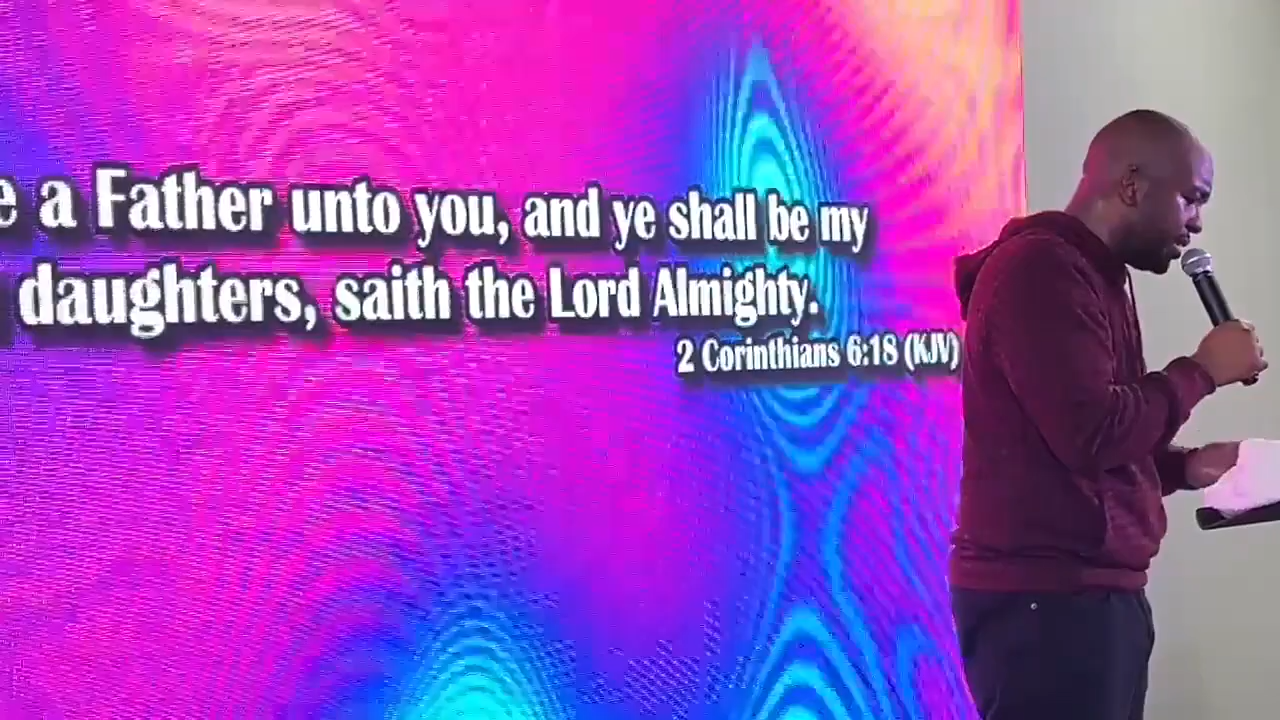 a Father unto you, and ye shall be my
daughters, saith the Lord Almighty.
2 Corinthians 6:18 (KJV)